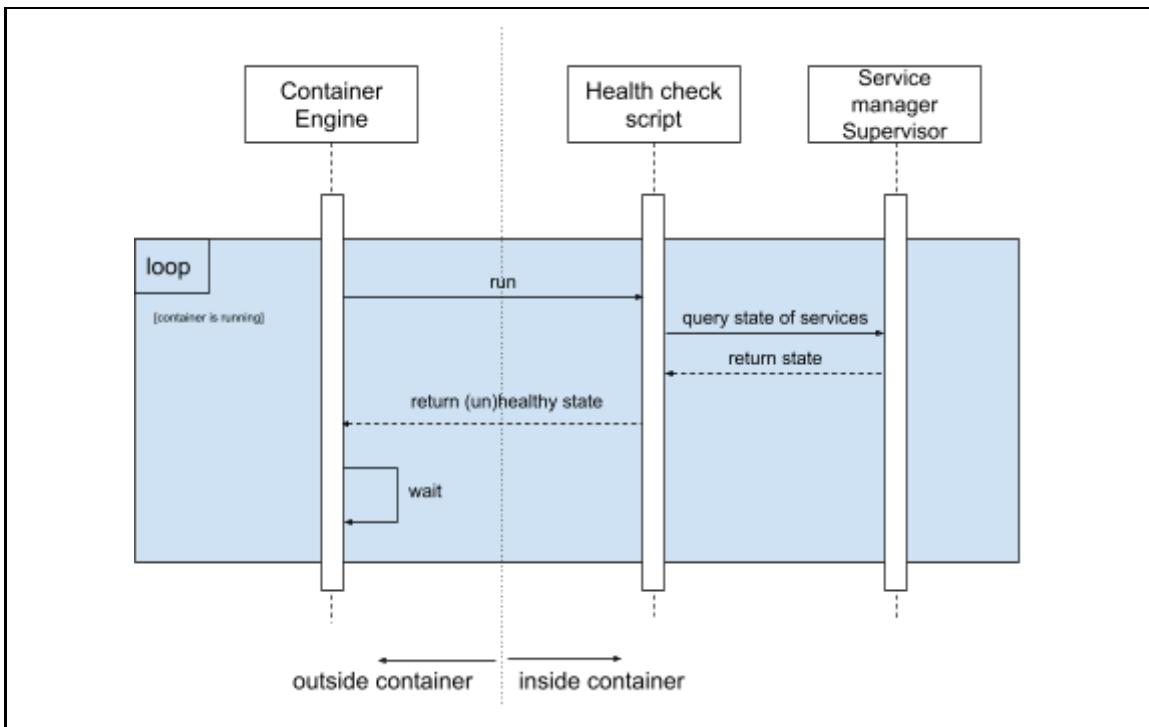 Container
Engine
Health check
script
Service
manager
Supervisor
loop
[container is running]
run
query state of services
return state
return (un)healthy state
wait
outside container
inside container